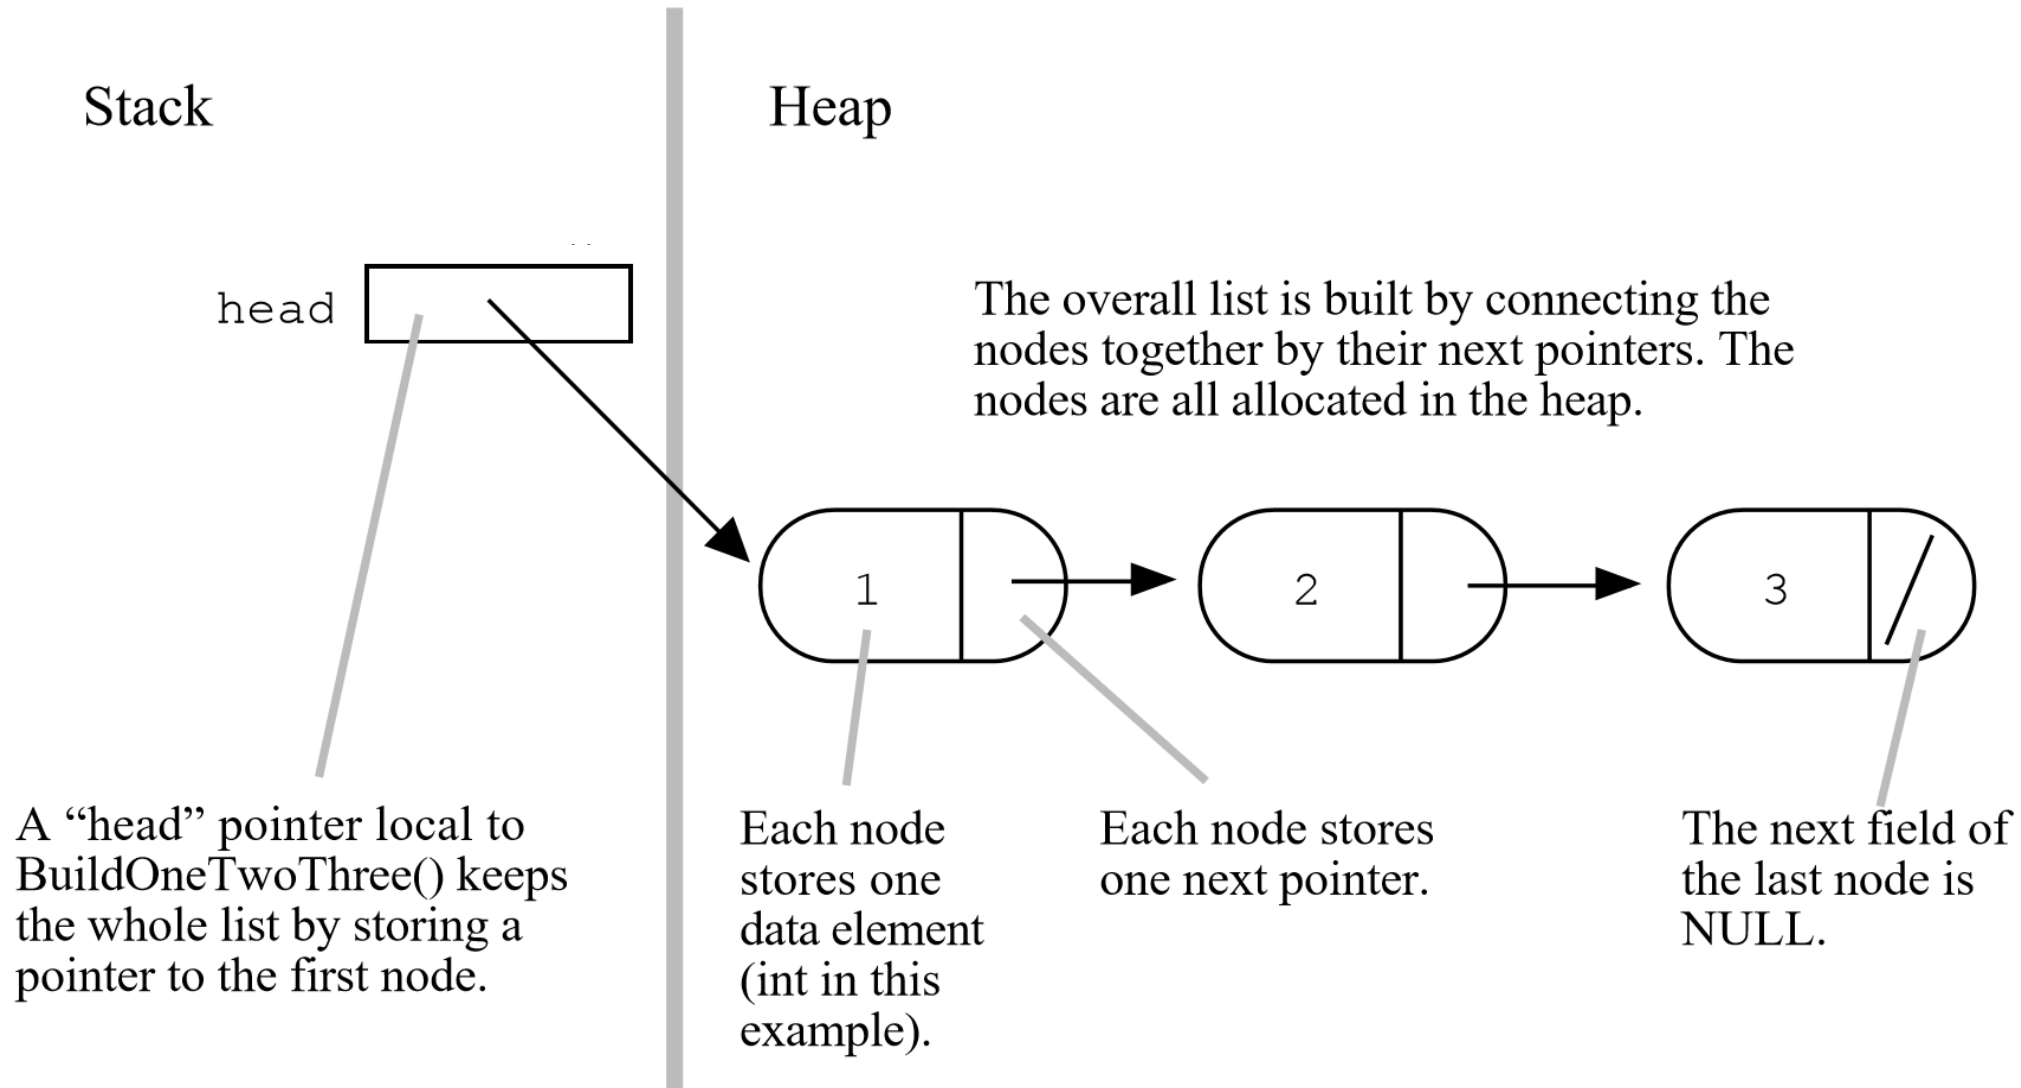 Stack
Heap
head
The overall list is built by connecting the
nodes together by their next pointers. The
nodes are all allocated in the heap.
1
2
3
A “head” pointer local to
BuildOneTwoThree() keeps
the whole list by storing a
pointer to the first node.
Each node
stores one
data element
(int in this
example).
Each node stores
one next pointer.
The next field of
the last node is
NULL.